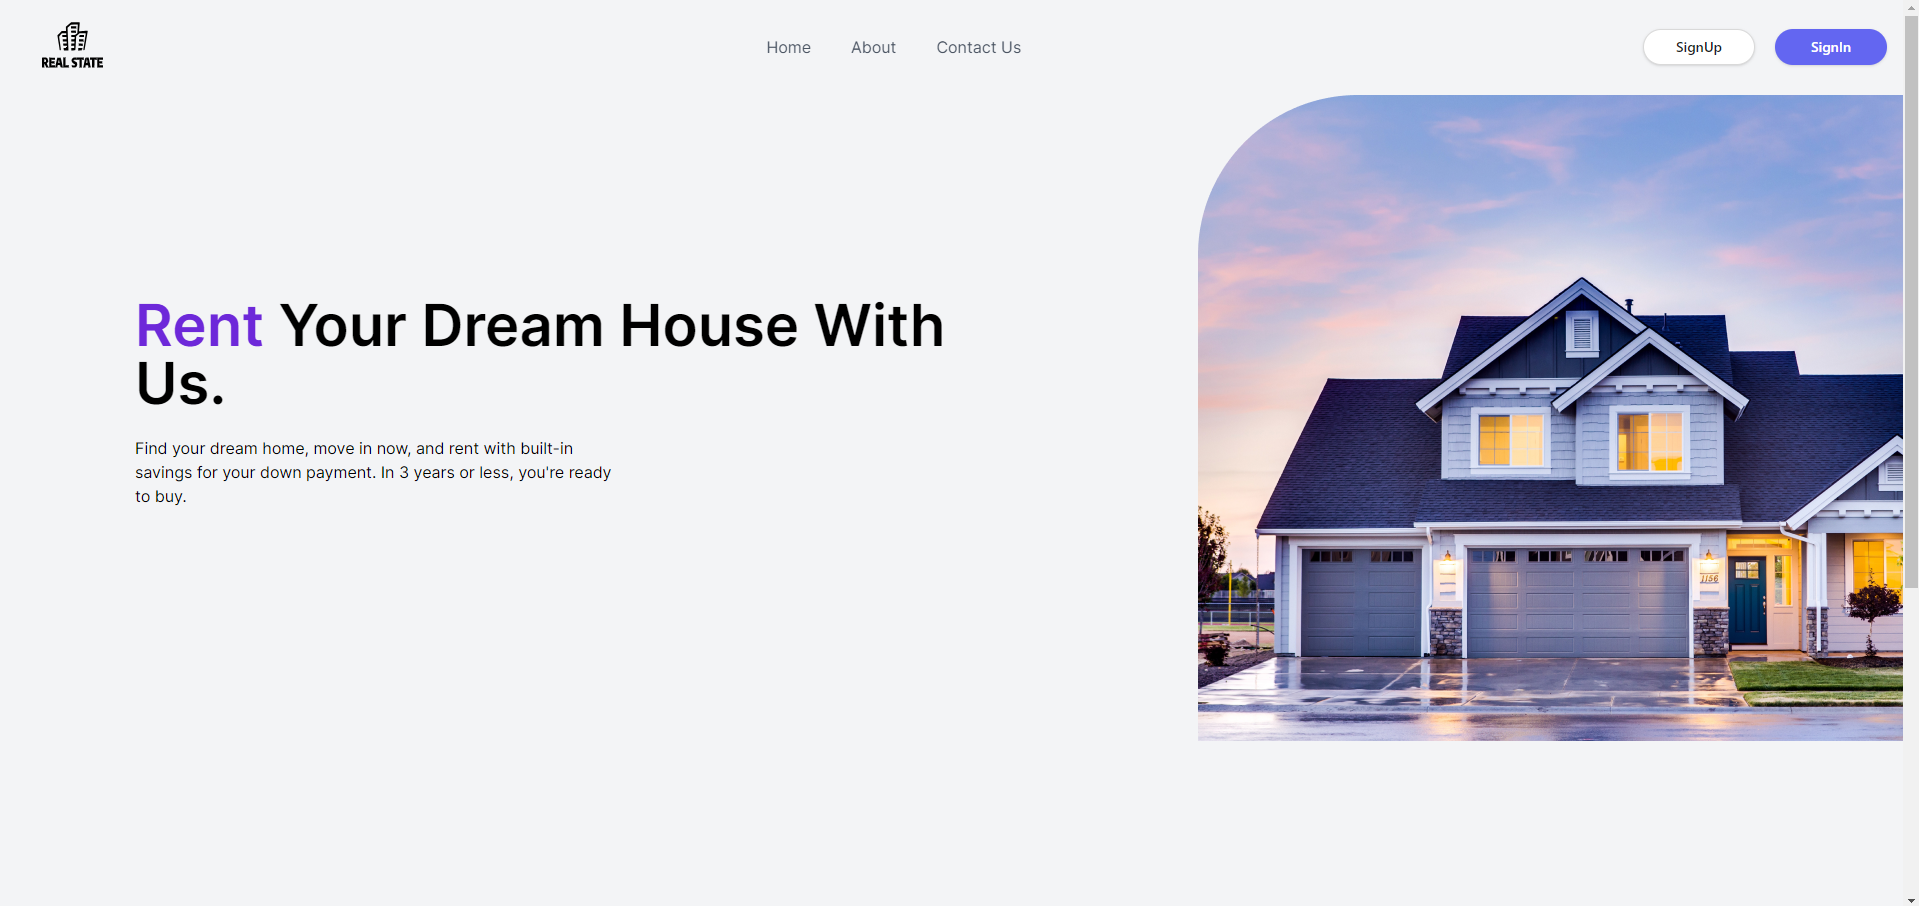 REAL STATE
Home
About
Contact Us
SignUp
SignIn
Rent Your Dream House With
Us.
Find your dream home, move in now, and rent with built-in
savings for your down payment. In 3 years or less, you're ready
to buy.
1156